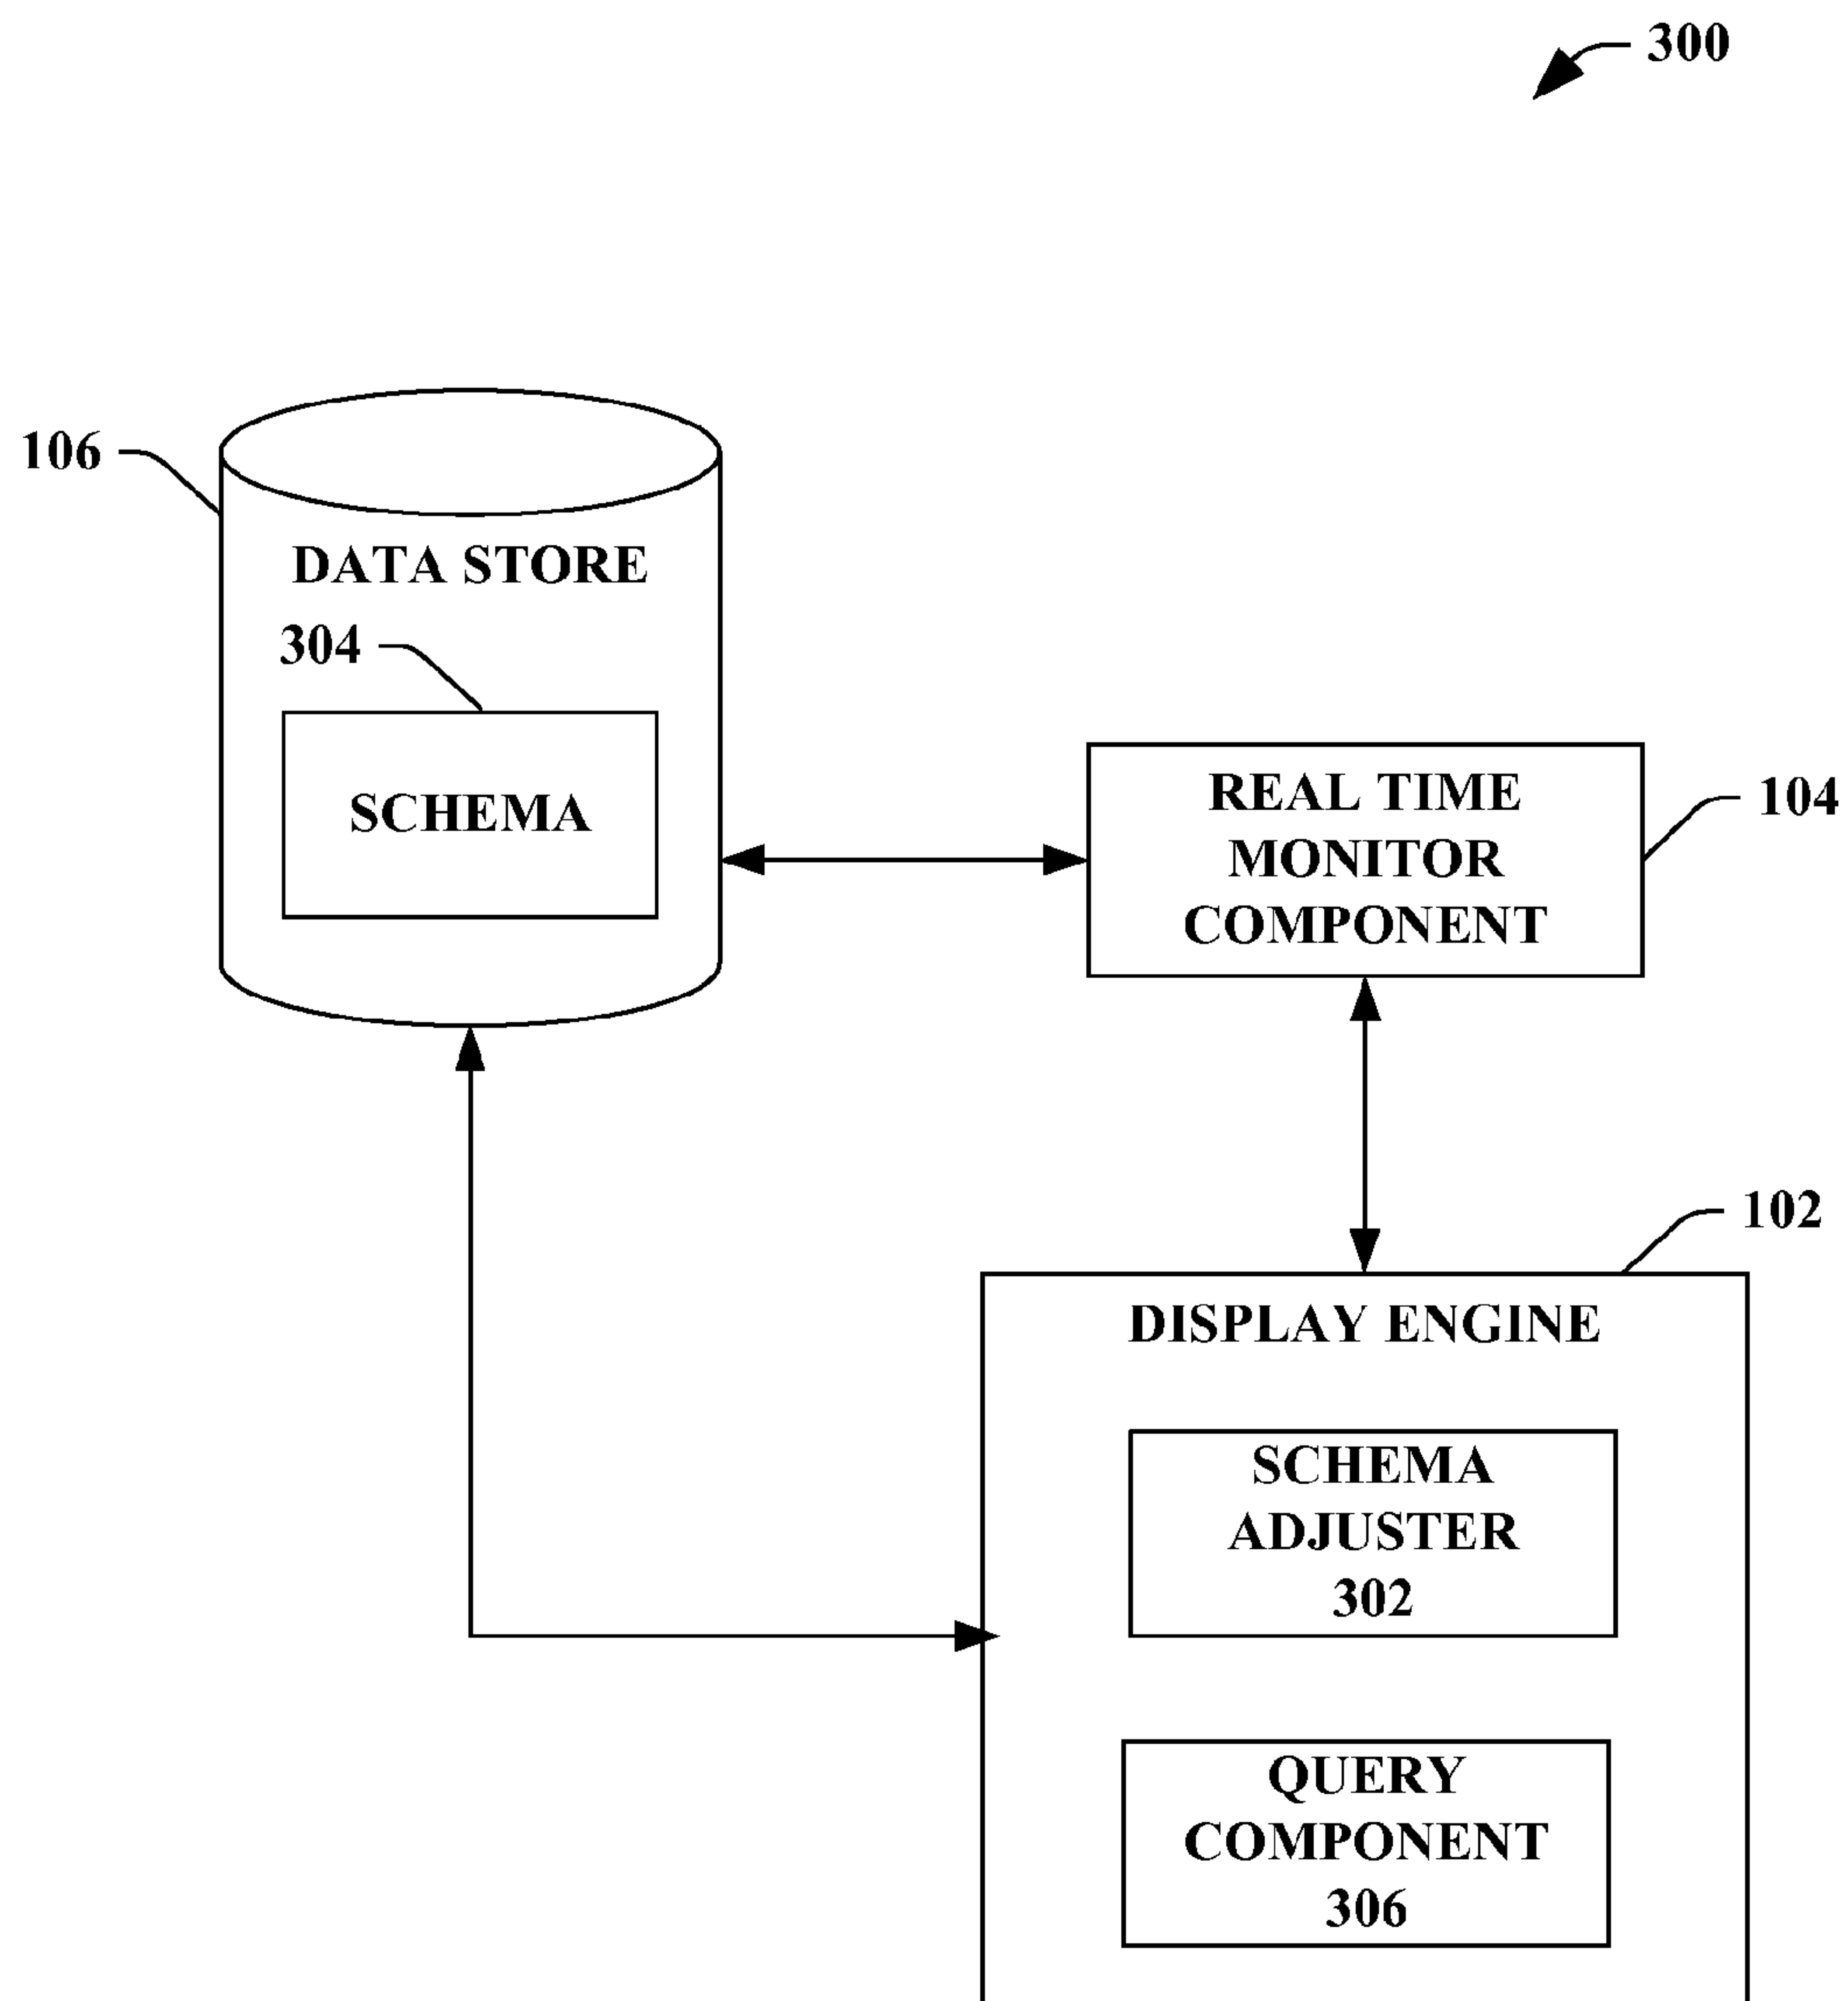 300
106
DATA STORE
304
SCHEMA
REAL TIME
MONITOR
COMPONENT
104
102
DISPLAY ENGINE
SCHEMA
ADJUSTER
302
QUERY
COMPONENT
306